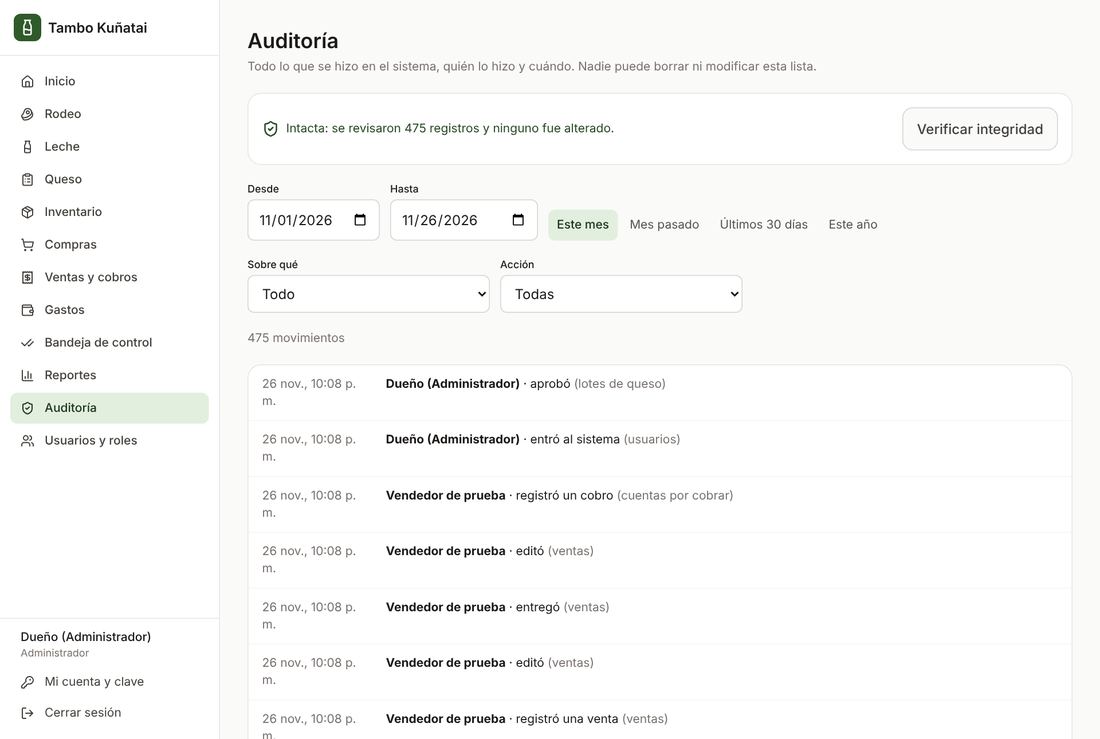 Tambo Kuñatai
Inicio
Rodeo
Leche
Queso
Inventario
Compras
Ventas y cobros
Gastos
Bandeja de control
Reportes
Auditoría
Usuarios y roles
Dueño (Administrador)
Administrador
Mi cuenta y clave
Cerrar sesión
Auditoría
Todo lo que se hizo en el sistema, quién lo hizo y cuándo. Nadie puede borrar ni modificar esta lista.
Intacta: se revisaron 475 registros y ninguno fue alterado.
Verificar integridad
Desde
Hasta
11/01/2026
11/26/2026
Este mes
Mes pasado
Últimos 30 días
Este año
Sobre qué
Acción
Todo
Todas
475 movimientos
26 nov., 10:08 p.
m.
Dueño (Administrador) · aprobó (lotes de queso)
26 nov., 10:08 p.
m.
Dueño (Administrador) · entró al sistema (usuarios)
26 nov., 10:08 p.
m.
Vendedor de prueba · registró un cobro (cuentas por cobrar)
26 nov., 10:08 p.
m.
Vendedor de prueba · editó (ventas)
26 nov., 10:08 p.
m.
Vendedor de prueba · entregó (ventas)
26 nov., 10:08 p.
m.
Vendedor de prueba · editó (ventas)
26 nov., 10:08 p.
m.
Vendedor de prueba · registró una venta (ventas)